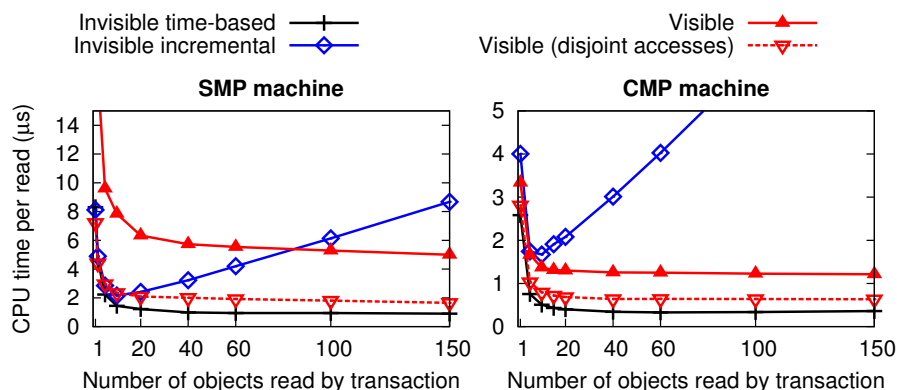 Invisible time-based
Invisible incremental
Visible
Visible (disjoint accesses)
SMP machine
CMP machine
CPU time per read (µs)
14
12
10
8
6
4
2
0
1 20 40 60 100 150
Number of objects read by transaction
5
4
3
2
1
0
1 20 40 60 100 150
Number of objects read by transaction